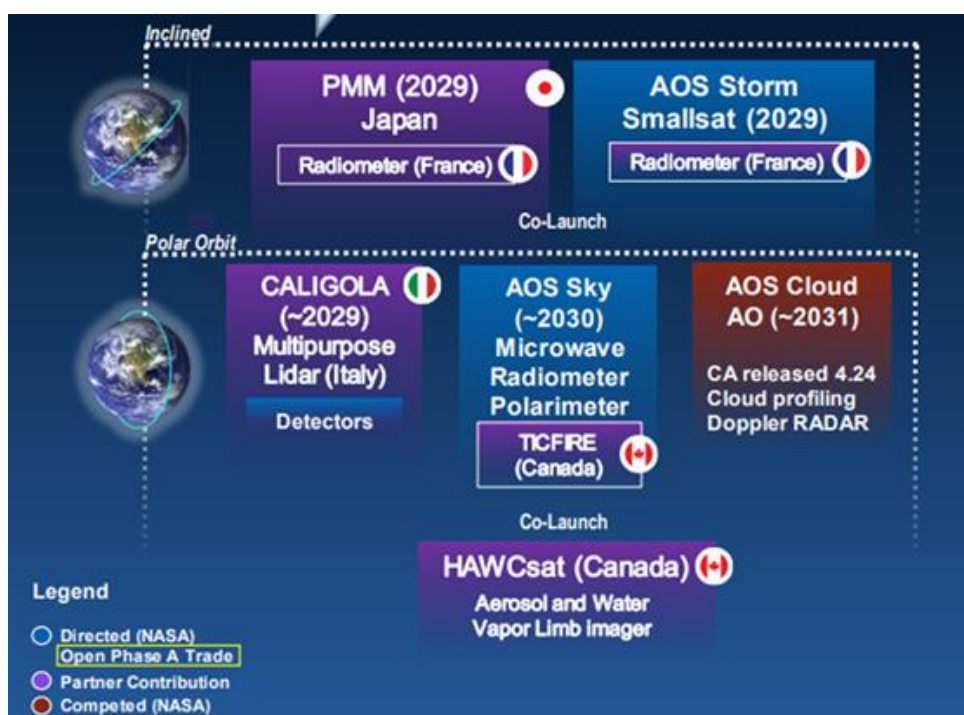 Inclined
PMM (2029)
Japan
Radiometer (France)
AOS Storm
Smallsat (2029)
Radiometer (France)
Co-Launch
Polar Orbit
CALIGOLA
(~2029)
Multipurpose
Lidar (Italy)
Detectors
AOS Sky
(~2030)
Microwave
Radiometer
Polarimeter
TICFIRE
(Canada)
AOS Cloud
AO (~2031)
CA released 4.24
Cloud profiling
Doppler RADAR
Co-Launch
HAWCsat (Canada)
Aerosol and Water
Vapor Limb imager
Legend
Directed (NASA)
Open Phase A Trade
Partner Contribution
Competed (NASA)